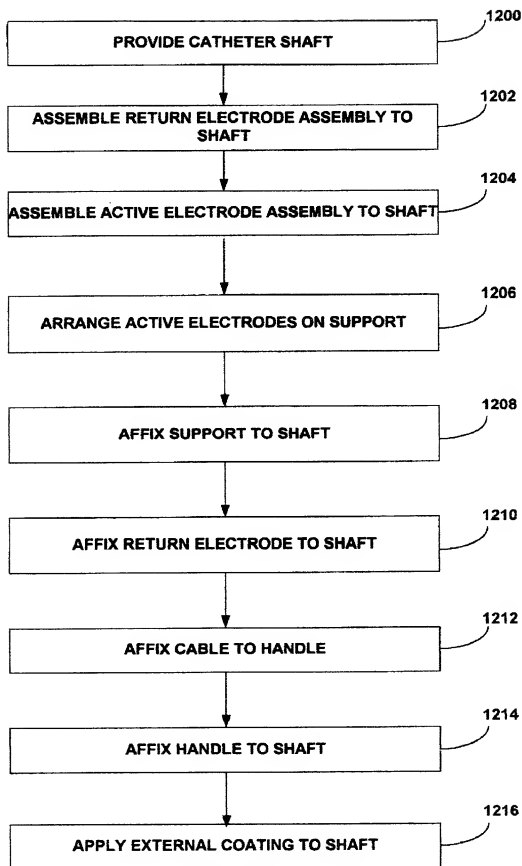 1200
PROVIDE CATHETER SHAFT
1202
ASSEMBLE RETURN ELECTRODE ASSEMBLY TO
SHAFT
1204
ASSEMBLE ACTIVE ELECTRODE ASSEMBLY TO SHAFT
1206
ARRANGE ACTIVE ELECTRODES ON SUPPORT
1208
AFFIX SUPPORT TO SHAFT
1210
AFFIX RETURN ELECTRODE TO SHAFT
1212
AFFIX CABLE TO HANDLE
1214
AFFIX HANDLE TO SHAFT
1216
APPLY EXTERNAL COATING TO SHAFT